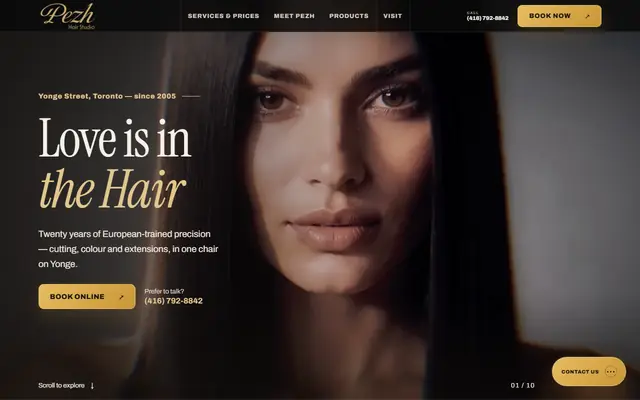 Pezh
Hair Studio
SERVICES & PRICES
MEET PEZH
PRODUCTS
VISIT
CALL
(416) 792-8842
BOOK NOW
Yonge Street, Toronto — since 2005
Love is in
the Hair
Twenty years of European-trained precision
— cutting, colour and extensions, in one chair
on Yonge.
BOOK ONLINE
Prefer to talk?
(416) 792-8842
Scroll to explore ↓
01 / 10
CONTACT US